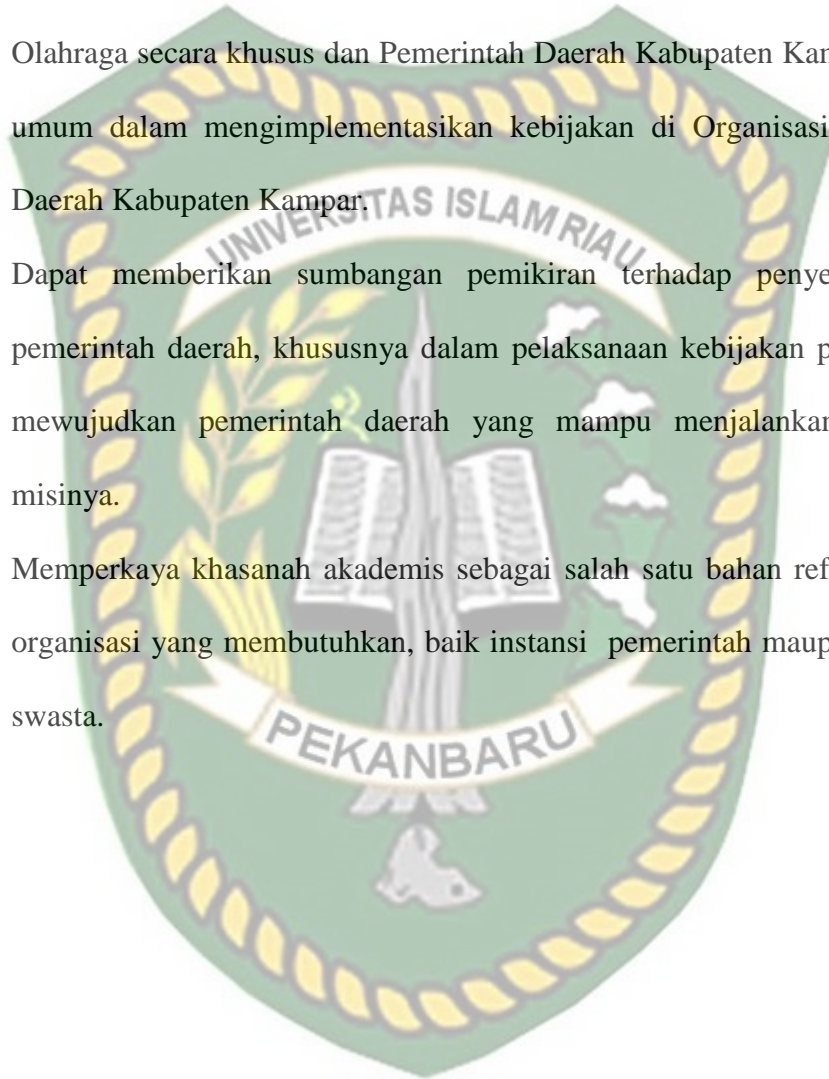 Olahraga secara khusus dan Pemerintah Daerah Kabupaten Kam
umum dalam mengimplementasikan kebijakan di Organisasi
Daerah Kabupaten Kampar.
UNIVERSITAS ISLAM RIAU
Dapat memberikan sumbangan pemikiran terhadap penye
pemerintah daerah, khususnya dalam pelaksanaan kebijakan p
mewujudkan pemerintah daerah yang mampu menjalankan
misinya.
Memperkaya khasanah akademis sebagai salah satu bahan ref
organisasi yang membutuhkan, baik instansi pemerintah maup
swasta.
PEKANBARU